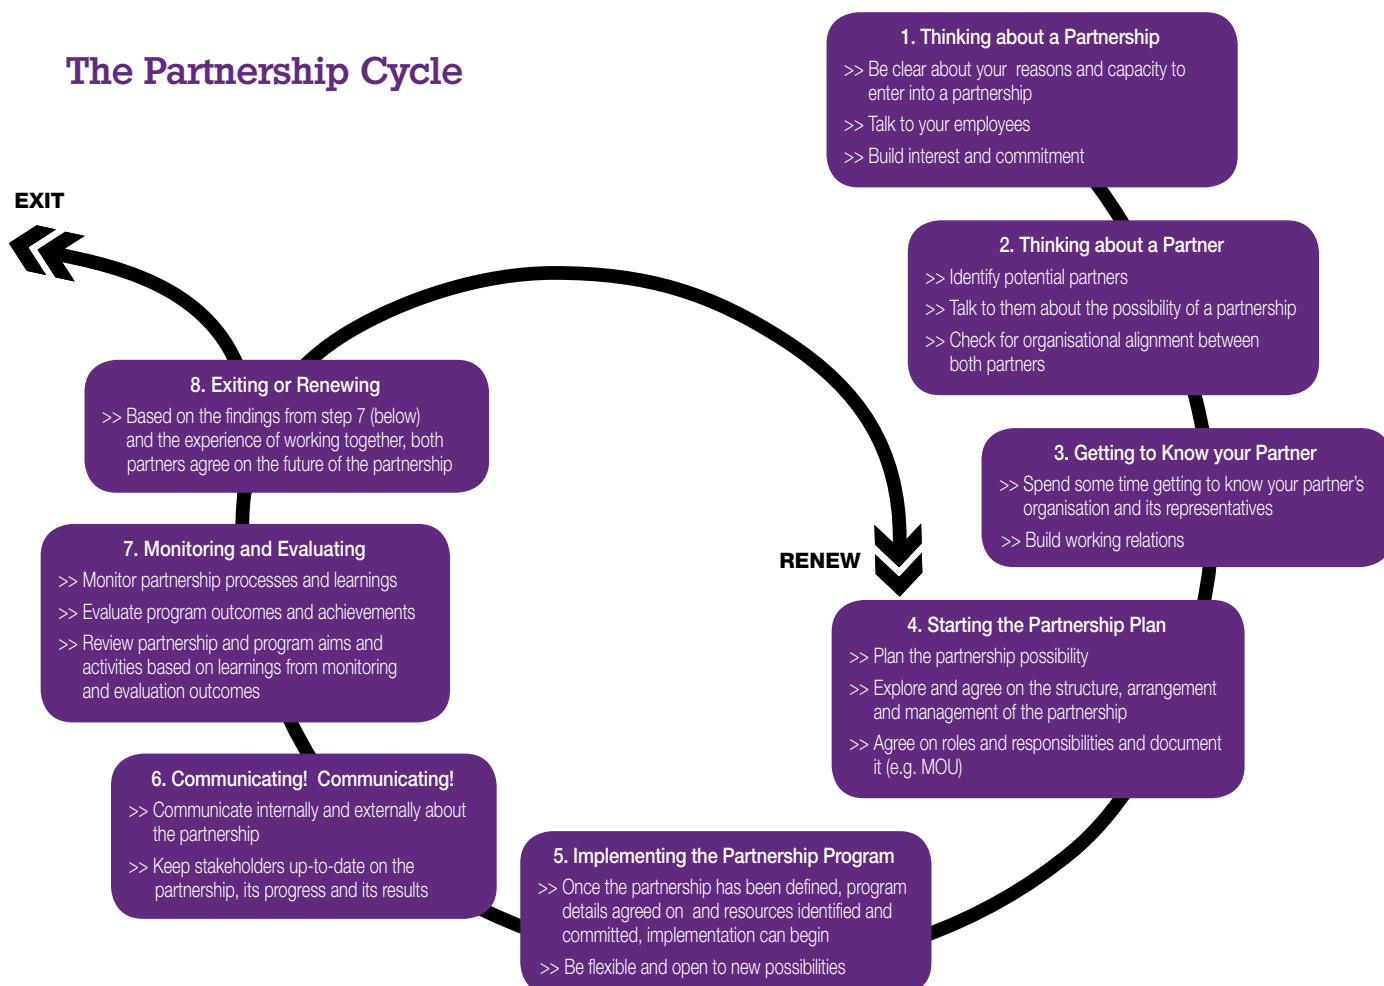 The Partnership Cycle
1. Thinking about a Partnership
>> Be clear about your reasons and capacity to
enter into a partnership
>> Talk to your employees
>> Build interest and commitment
2. Thinking about a Partner
>> Identify potential partners
>> Talk to them about the possibility of a partnership
>> Check for organisational alignment between
both partners
3. Getting to Know your Partner
>> Spend some time getting to know your partner's
organisation and its representatives
>> Build working relations
RENEW
4. Starting the Partnership Plan
>> Plan the partnership possibility
>> Explore and agree on the structure, arrangement
and management of the partnership
>> Agree on roles and responsibilities and document
it (e.g. MOU)
5. Implementing the Partnership Program
>> Once the partnership has been defined, program
details agreed on and resources identified and
committed, implementation can begin
>> Be flexible and open to new possibilities
6. Communicating! Communicating!
>> Communicate internally and externally about
the partnership
>> Keep stakeholders up-to-date on the
partnership, its progress and its results
7. Monitoring and Evaluating
>> Monitor partnership processes and learnings
>> Evaluate program outcomes and achievements
>> Review partnership and program aims and
activities based on learnings from monitoring
and evaluation outcomes
8. Exiting or Renewing
>> Based on the findings from step 7 (below)
and the experience of working together, both
partners agree on the future of the partnership
EXIT